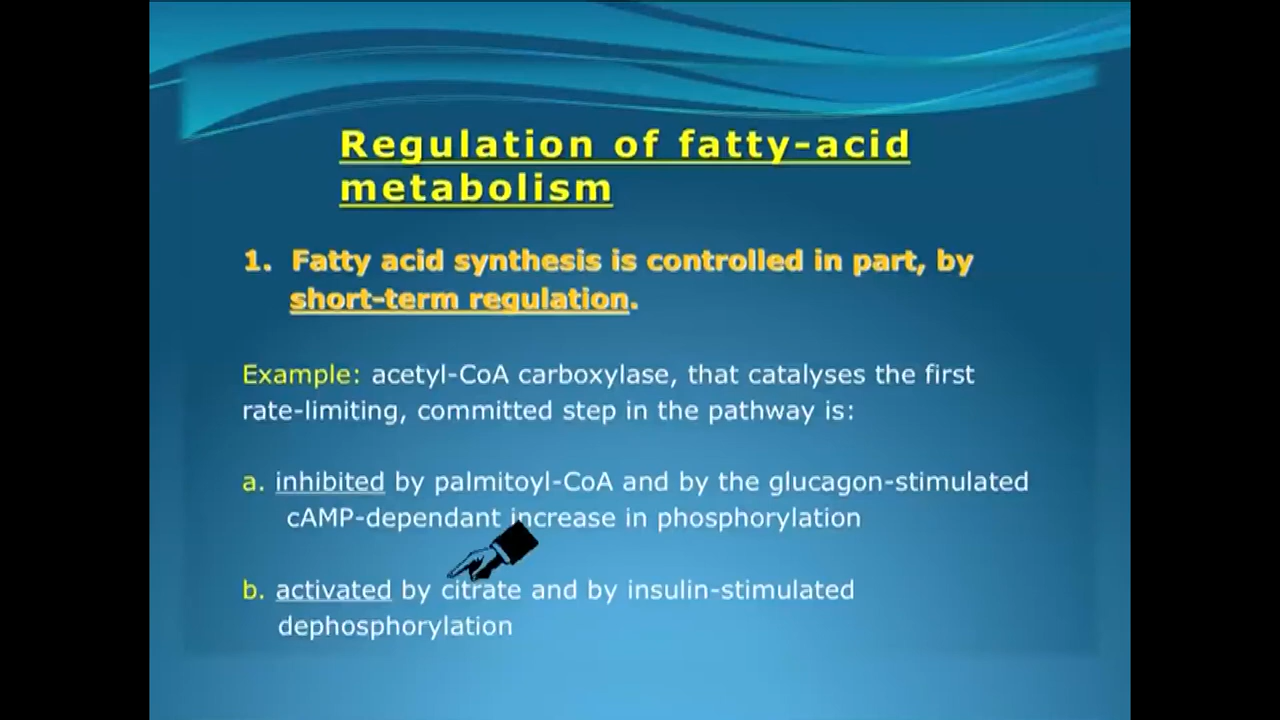 Regulation of fatty-acid
metabolism
1. Fatty acid synthesis is controlled in part, by
short-term regulation.
Example: acetyl-CoA carboxylase, that catalyses the first
rate-limiting, committed step in the pathway is:
a. inhibited by palmitoyl-CoA and by the glucagon-stimulated
cAMP-dependant increase in phosphorylation
b. activated by citrate and by insulin-stimulated
dephosphorylation